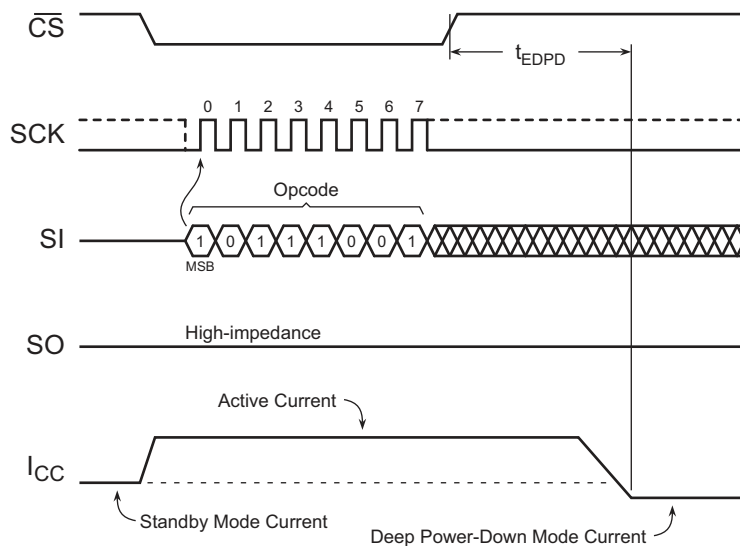 CS
tEDPD
0 1 2 3 4 5 6 7
SCK
Opcode
SI
1 0 1 1 1 0 0 1
MSB
High-impedance
SO
Active Current
ICC
Standby Mode Current
Deep Power-Down Mode Current